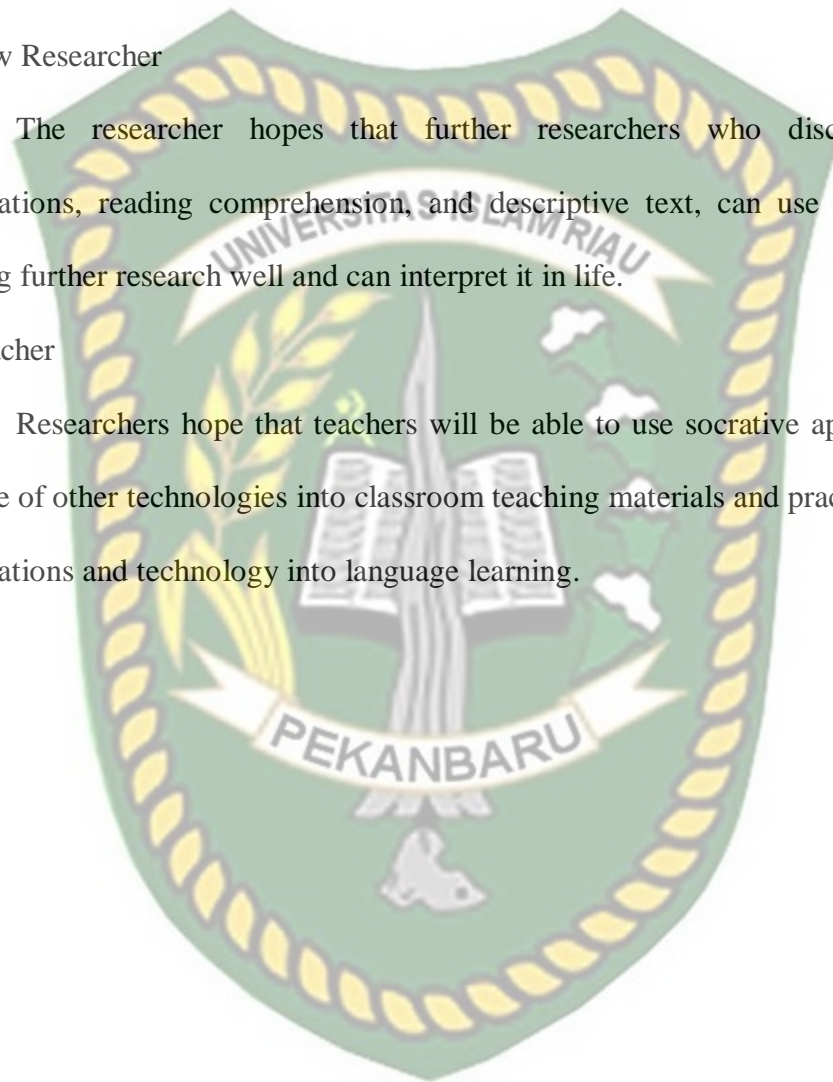 w Researcher
The researcher hopes that further researchers who disc
ations, reading comprehension, and descriptive text, can use
g further research well and can interpret it in life.
cher
Researchers hope that teachers will be able to use socrative ap
e of other technologies into classroom teaching materials and prac
ations and technology into language learning.
UNIVERSITAS ISLAM RIAU
PEKANBARU